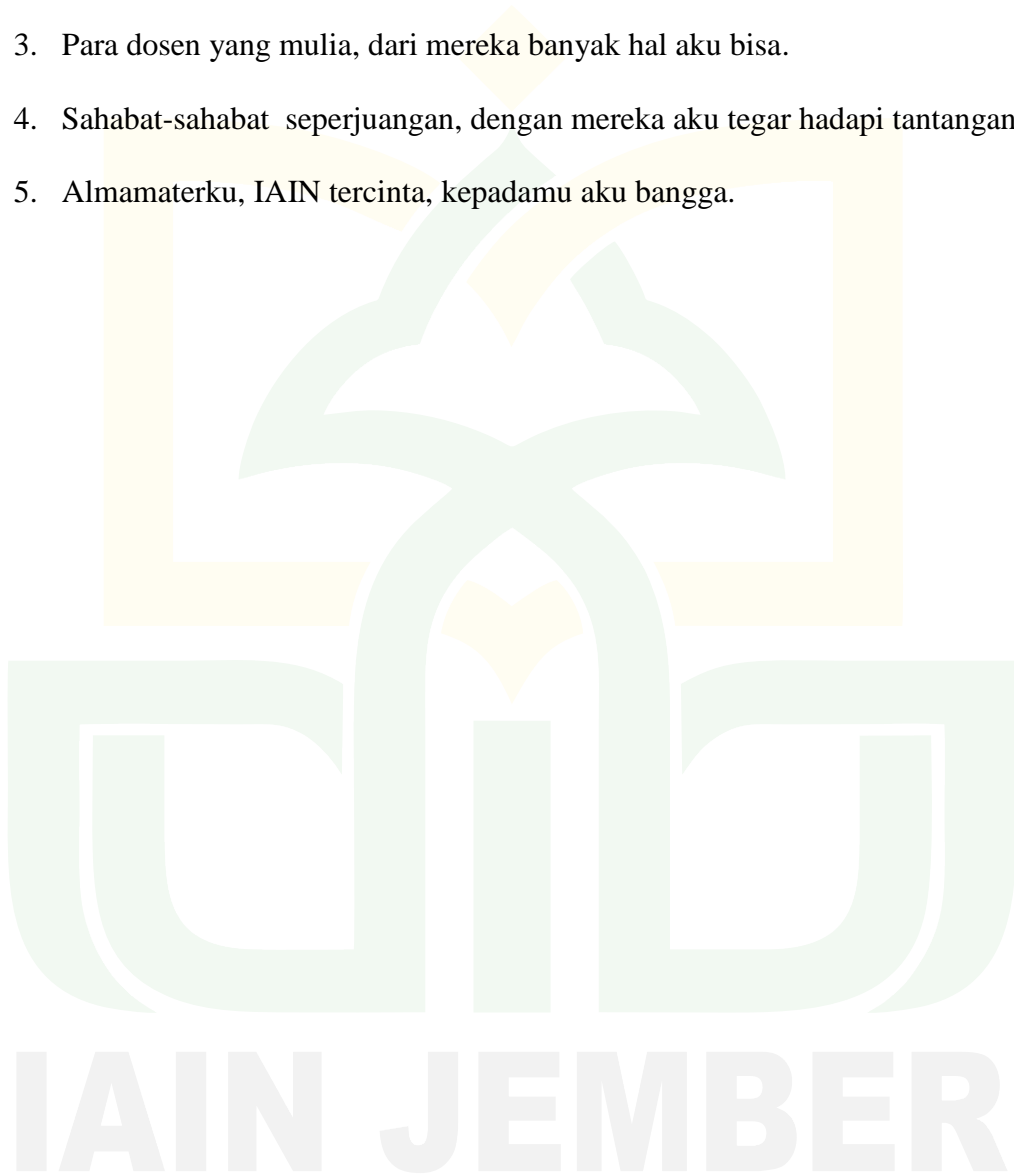 3. Para dosen yang mulia, dari mereka banyak hal aku bisa.
4. Sahabat-sahabat  seperjuangan, dengan mereka aku tegar hadapi tantangan
5. Almamaterku, IAIN tercinta, kepadamu aku bangga.
IAIN JEMBER